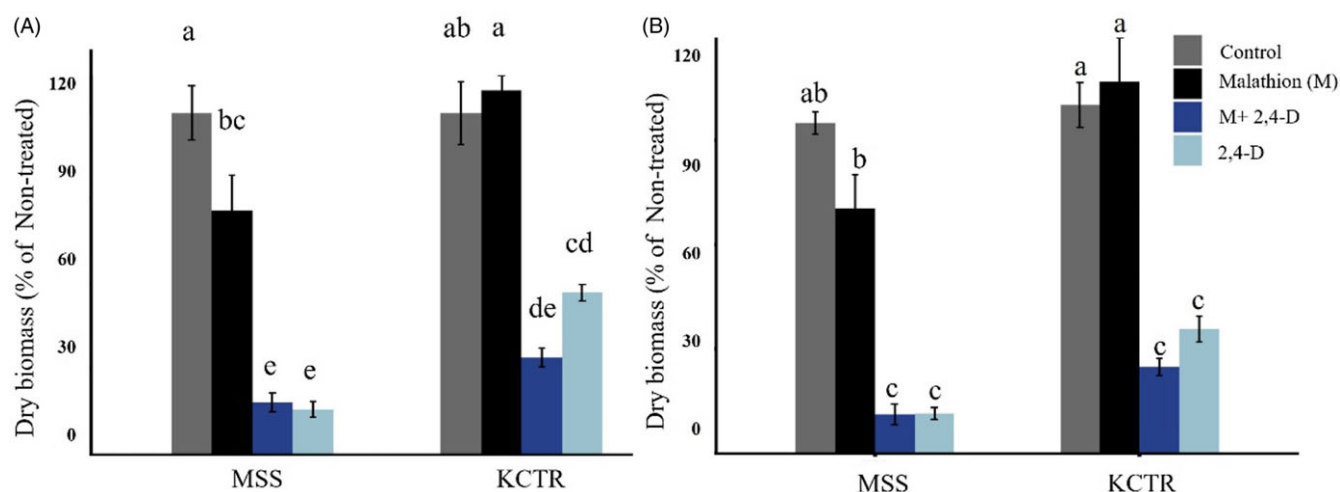 (A)
Dry biomass (% of Non-treated)
120
90
60
30
0
a
bc
e
e
ab
a
de
cd
MSS
KCTR
(B)
Dry biomass (% of Non-treated)
120
90
60
30
0
ab
b
c
c
a
a
c
c
MSS
KCTR
Control
Malathion (M)
M+ 2,4-D
2,4-D